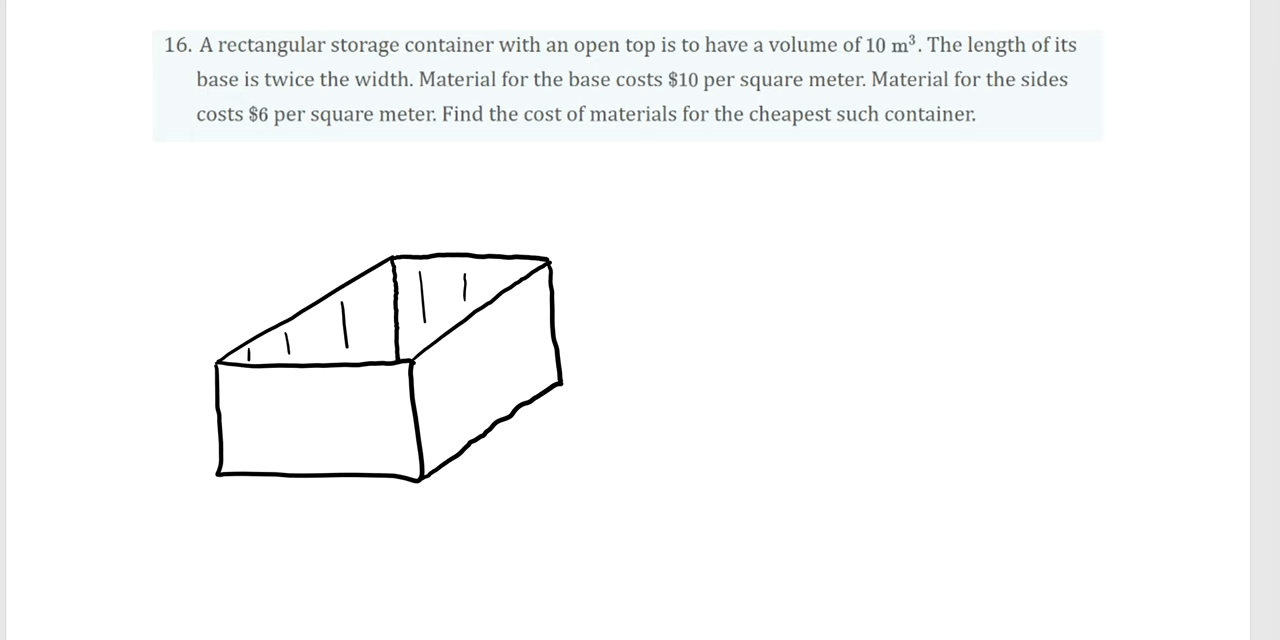 16. A rectangular storage container with an open top is to have a volume of 10 m³. The length of its
base is twice the width. Material for the base costs $10 per square meter. Material for the sides
costs $6 per square meter. Find the cost of materials for the cheapest such container.